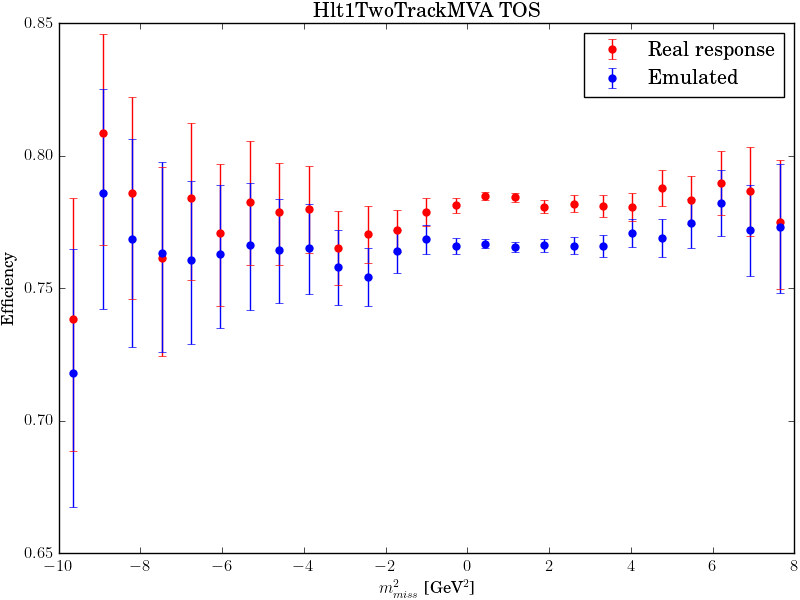 Hlt1TwoTrackMVA TOS
Real response
Emulated
Efficiency
0.85
0.80
0.75
0.70
0.65
−10 −8 −6 −4 −2 0 2 4 6 8
m²miss [GeV²]